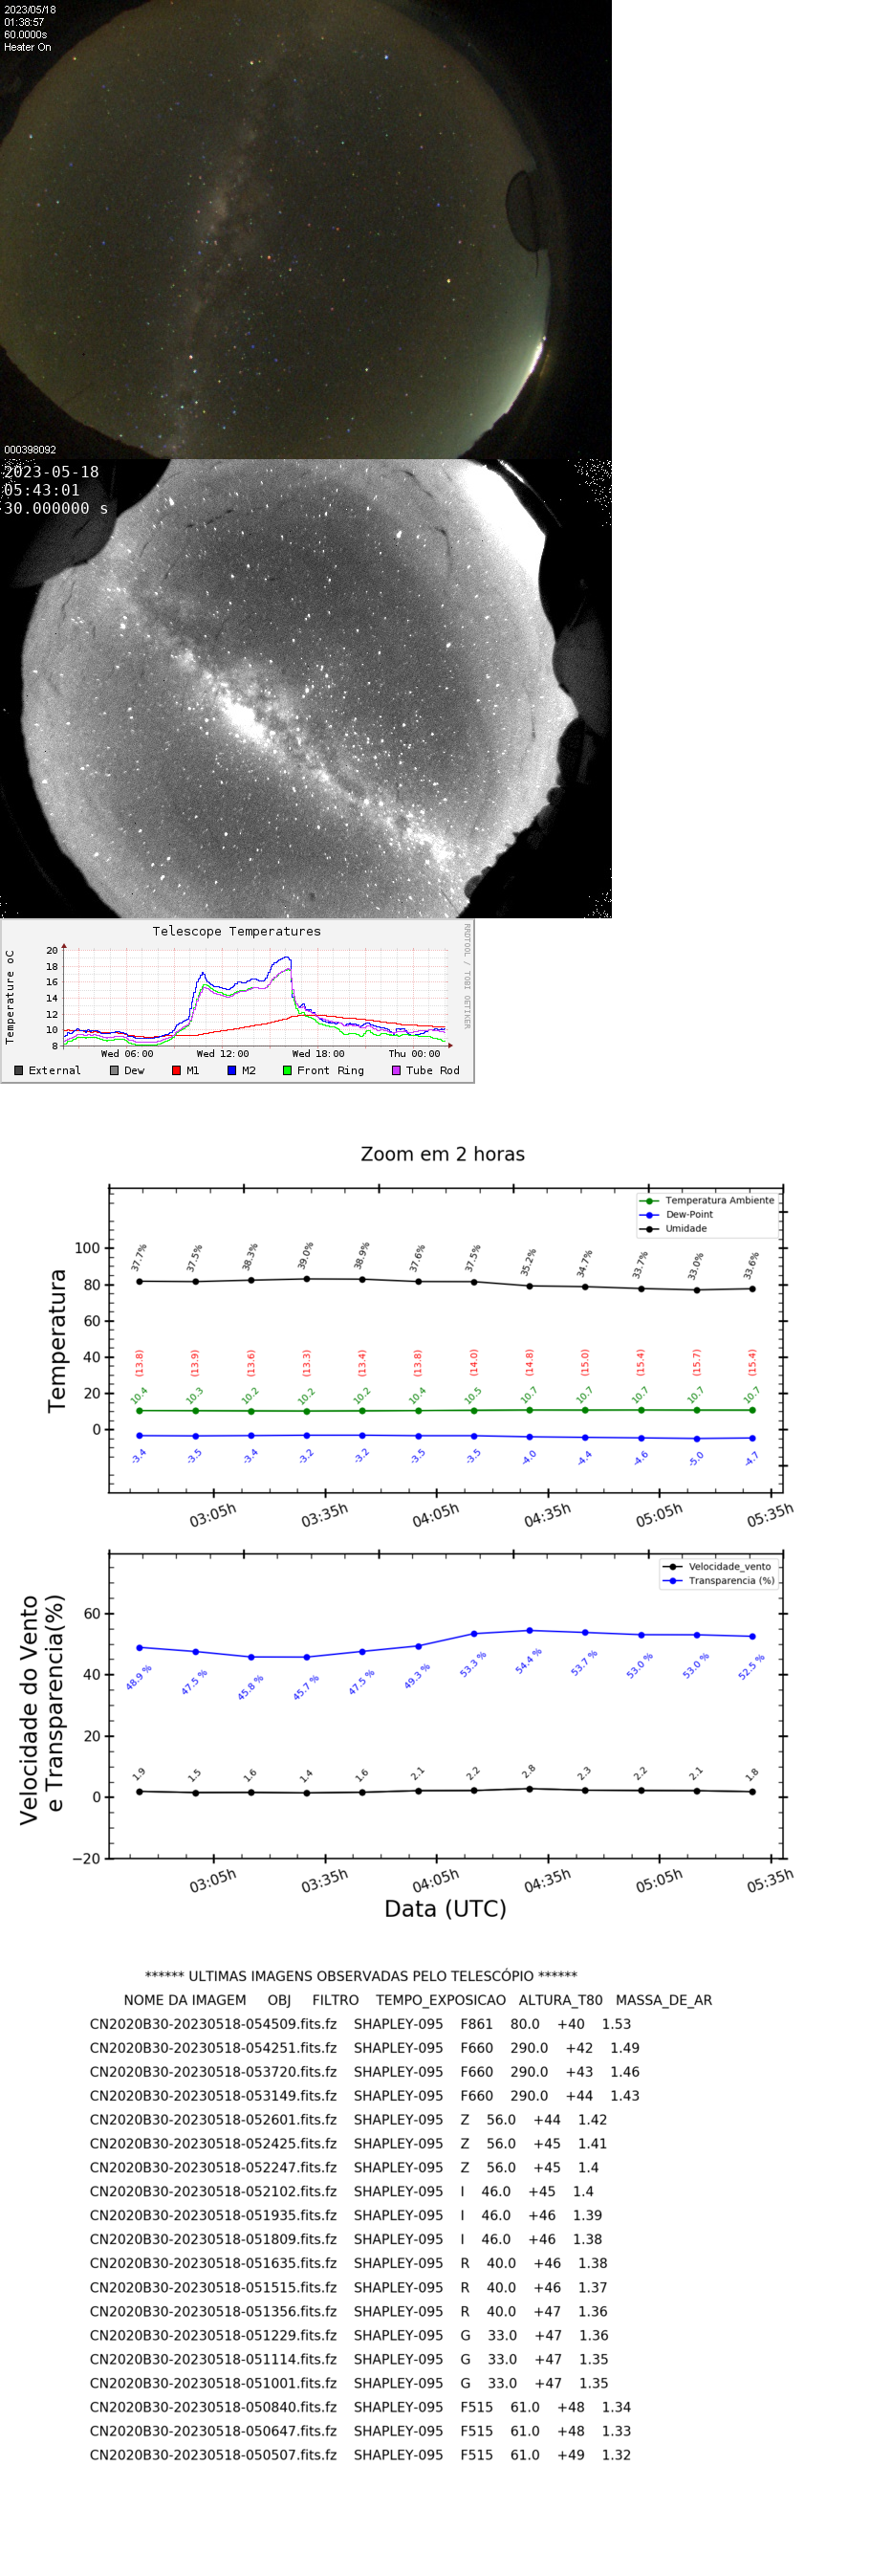 2023/05/18
01:38:57
60.0000s
Heater On
000398092
2023-05-18
05:43:01
30.000000 s
Telescope Temperatures
RRDTOOL / TOBI OETIKER
Temperature oC
20
18
16
14
12
10
8
Wed 06:00 Wed 12:00 Wed 18:00 Thu 00:00
External Dew M1 M2 Front Ring Tube Rod
Zoom em 2 horas
Temperatura Ambiente
Dew-Point
Umidade
Temperatura
100
80
60
40
20
0
37.7% 37.5% 38.3% 39.0% 38.9% 37.6% 37.5% 35.2% 34.7% 33.7% 33.0% 33.6%
(13.8) (13.9) (13.6) (13.3) (13.4) (13.8) (14.0) (14.8) (15.0) (15.4) (15.7) (15.4)
10.4 10.3 10.2 10.2 10.2 10.4 10.5 10.7 10.7 10.7 10.7 10.7
-3.4 -3.5 -3.4 -3.2 -3.2 -3.5 -3.5 -4.0 -4.4 -4.6 -5.0 -4.7
03:05h 03:35h 04:05h 04:35h 05:05h 05:35h
Velocidade_vento
Transparencia (%)
Velocidade do Vento
e Transparencia(%)
60
40
20
0
−20
48.9 % 47.5 % 45.8 % 45.7 % 47.5 % 49.3 % 53.3 % 54.4 % 53.7 % 53.0 % 53.0 % 52.5 %
1.9 1.5 1.6 1.4 1.6 2.1 2.2 2.8 2.3 2.2 2.1 1.8
03:05h 03:35h 04:05h 04:35h 05:05h 05:35h
Data (UTC)
****** ULTIMAS IMAGENS OBSERVADAS PELO TELESCÓPIO ******
NOME DA IMAGEM OBJ FILTRO TEMPO_EXPOSICAO ALTURA_T80 MASSA_DE_AR
CN2020B30-20230518-054509.fits.fz SHAPLEY-095 F861 80.0 +40 1.53
CN2020B30-20230518-054251.fits.fz SHAPLEY-095 F660 290.0 +42 1.49
CN2020B30-20230518-053720.fits.fz SHAPLEY-095 F660 290.0 +43 1.46
CN2020B30-20230518-053149.fits.fz SHAPLEY-095 F660 290.0 +44 1.43
CN2020B30-20230518-052601.fits.fz SHAPLEY-095 Z 56.0 +44 1.42
CN2020B30-20230518-052425.fits.fz SHAPLEY-095 Z 56.0 +45 1.41
CN2020B30-20230518-052247.fits.fz SHAPLEY-095 Z 56.0 +45 1.4
CN2020B30-20230518-052102.fits.fz SHAPLEY-095 I 46.0 +45 1.4
CN2020B30-20230518-051935.fits.fz SHAPLEY-095 I 46.0 +46 1.39
CN2020B30-20230518-051809.fits.fz SHAPLEY-095 I 46.0 +46 1.38
CN2020B30-20230518-051635.fits.fz SHAPLEY-095 R 40.0 +46 1.38
CN2020B30-20230518-051515.fits.fz SHAPLEY-095 R 40.0 +46 1.37
CN2020B30-20230518-051356.fits.fz SHAPLEY-095 R 40.0 +47 1.36
CN2020B30-20230518-051229.fits.fz SHAPLEY-095 G 33.0 +47 1.36
CN2020B30-20230518-051114.fits.fz SHAPLEY-095 G 33.0 +47 1.35
CN2020B30-20230518-051001.fits.fz SHAPLEY-095 G 33.0 +47 1.35
CN2020B30-20230518-050840.fits.fz SHAPLEY-095 F515 61.0 +48 1.34
CN2020B30-20230518-050647.fits.fz SHAPLEY-095 F515 61.0 +48 1.33
CN2020B30-20230518-050507.fits.fz SHAPLEY-095 F515 61.0 +49 1.32